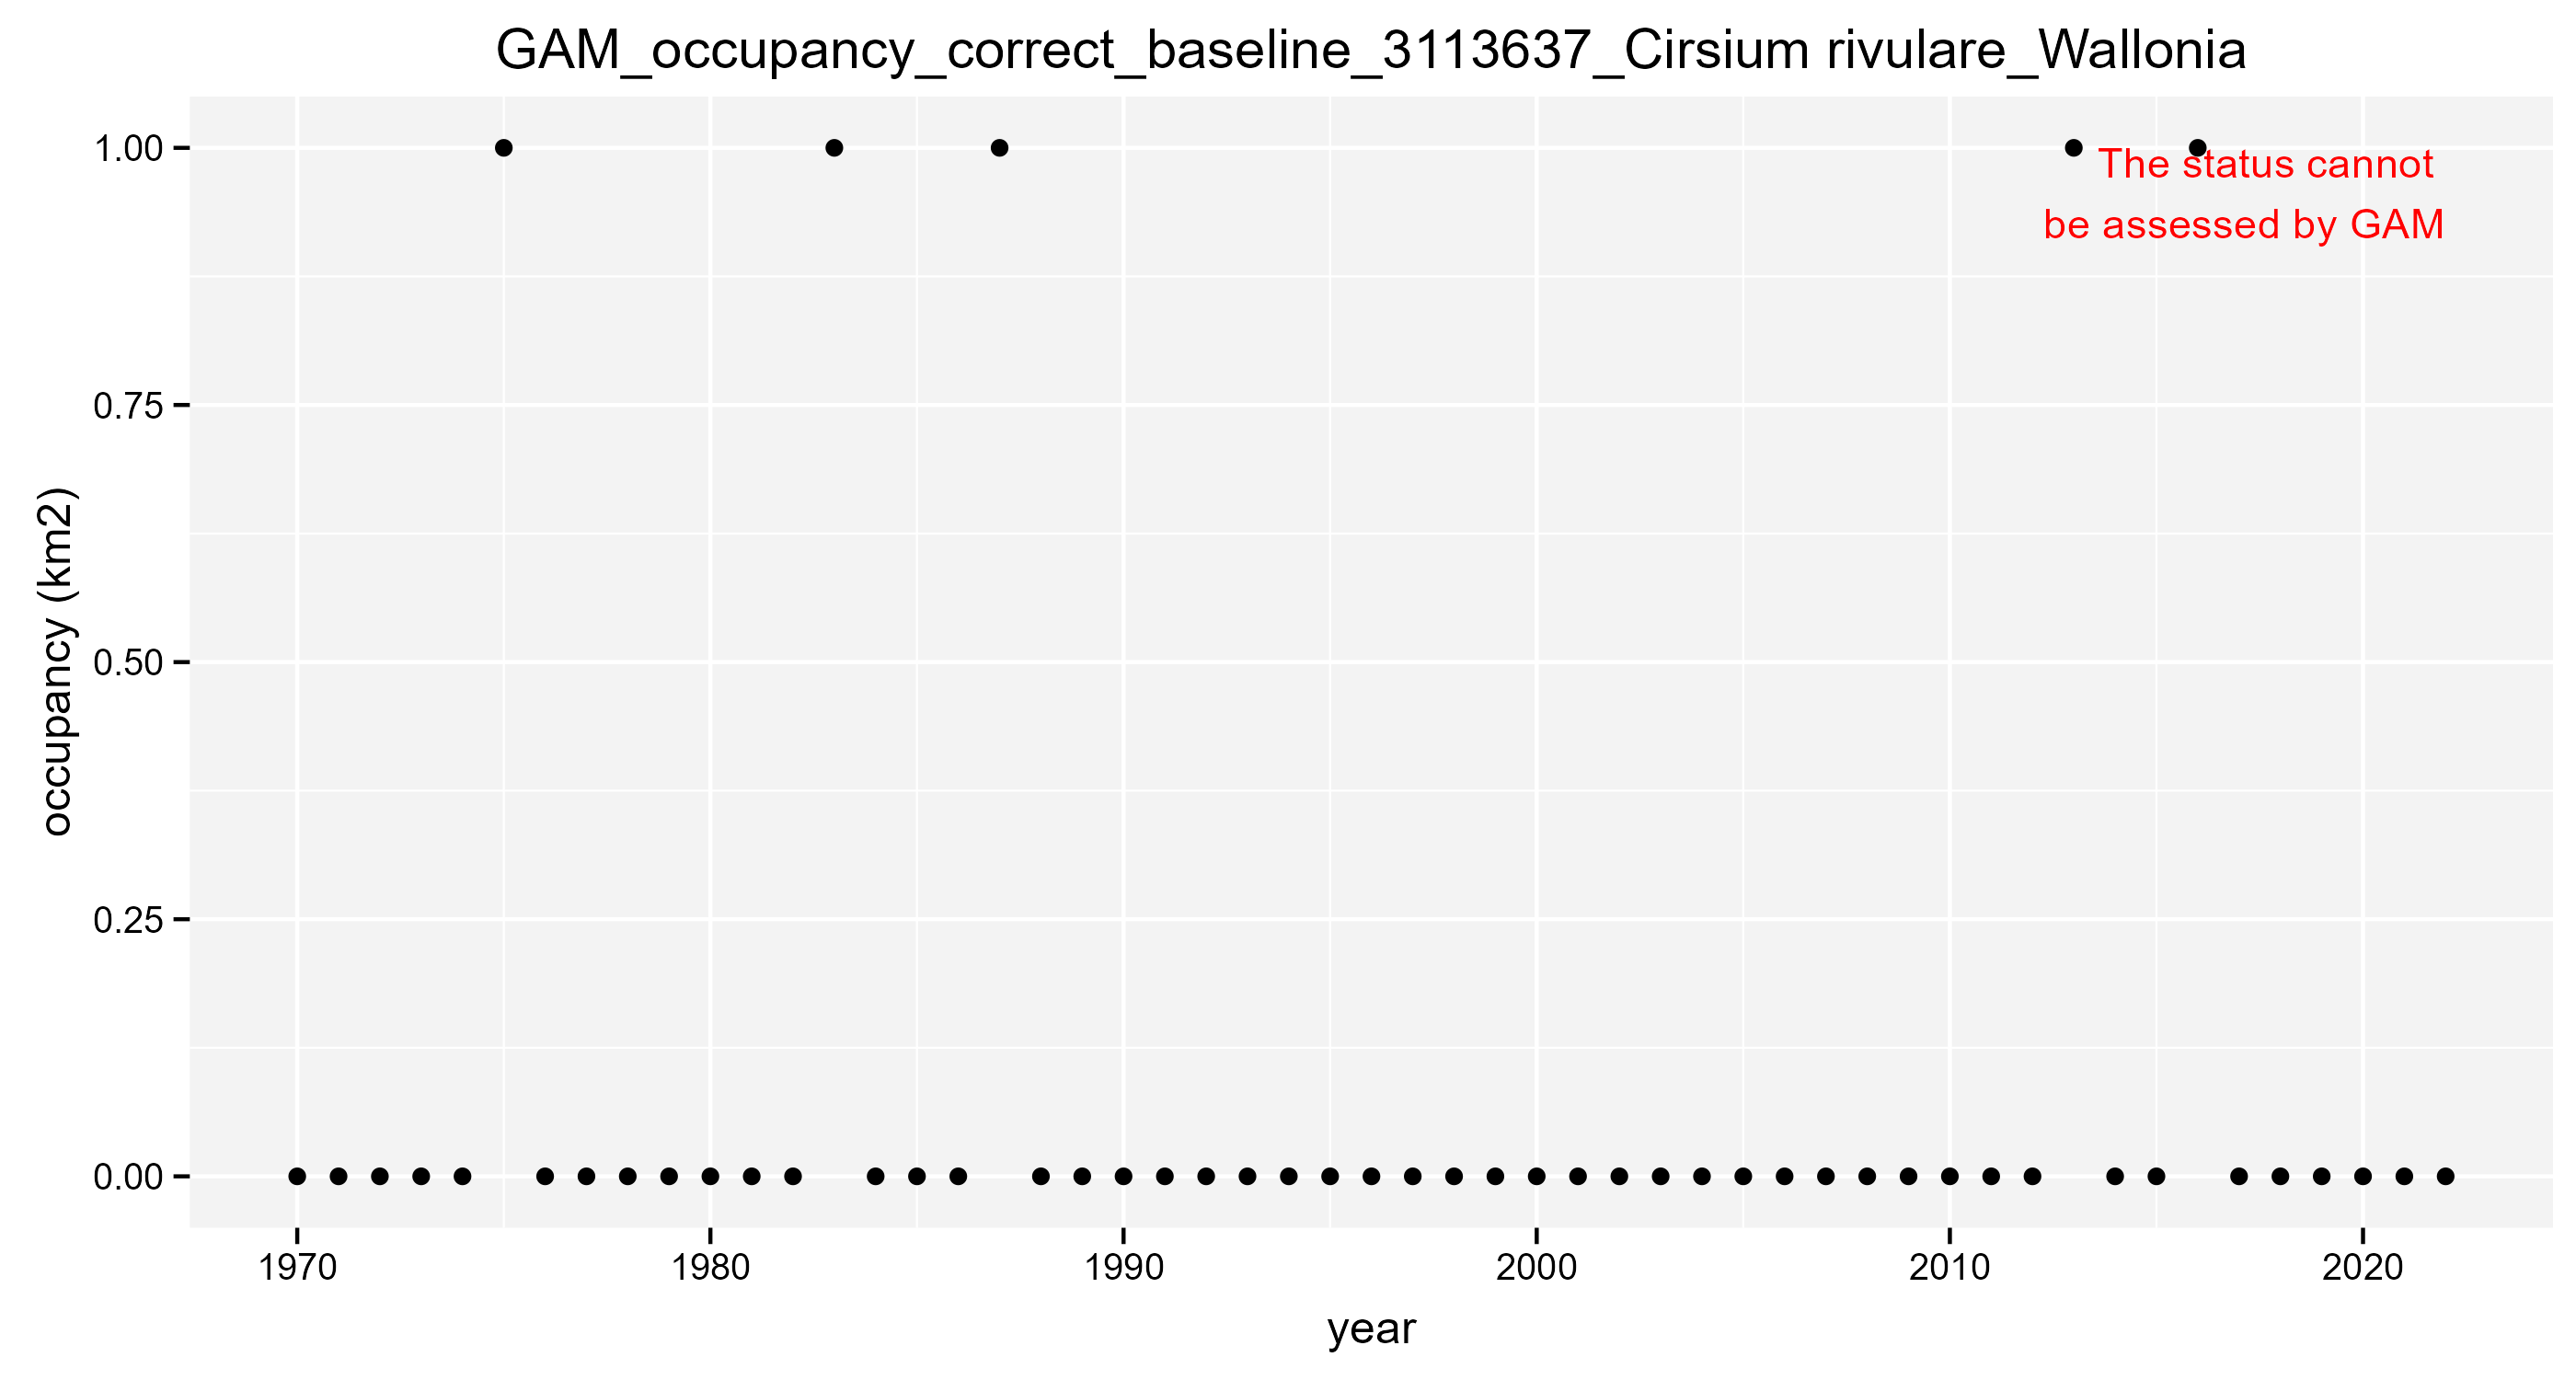 GAM_occupancy_correct_baseline_3113637_Cirsium rivulare_Wallonia
1.00
The status cannot
be assessed by GAM
0.75
occupancy (km2)
0.50
0.25
0.00
1970 1980 1990 2000 2010 2020
year